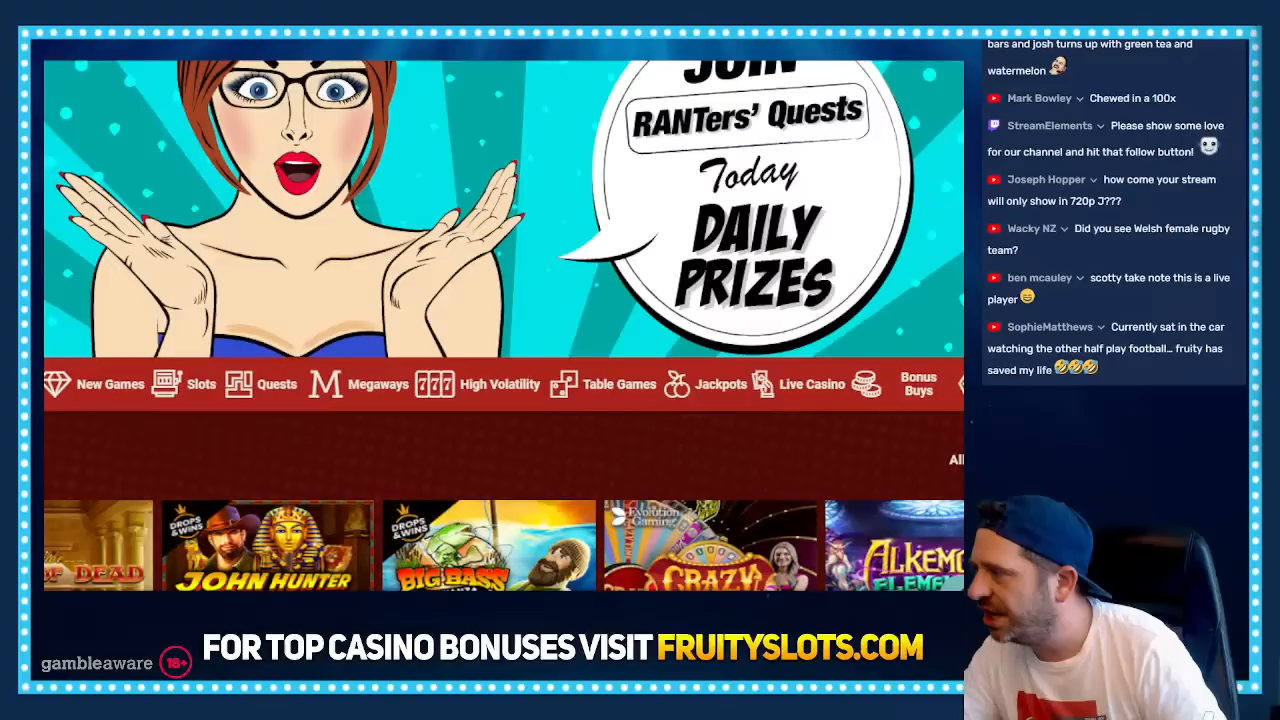 JOIN
RANTers' Quests
Today
DAILY
PRIZES
New Games
Slots
Quests
Megaways
High Volatility
Table Games
Jackpots
Live Casino
Bonus
Buys
All
OF DEAD
DROPS
& WINS
JOHN HUNTER
DROPS
& WINS
BIG BASS
Evolution
Gaming
CRAZY
ALKEMO
ELEME
gambleaware 18+
FOR TOP CASINO BONUSES VISIT FRUITYSLOTS.COM
bars and josh turns up with green tea and
watermelon
Mark Bowley Chewed in a 100x
StreamElements Please show some love
for our channel and hit that follow button!
Joseph Hopper how come your stream
will only show in 720p J???
Wacky NZ Did you see Welsh female rugby
team?
ben mcauley scotty take note this is a live
player
SophieMatthews Currently sat in the car
watching the other half play football... fruity has
saved my life